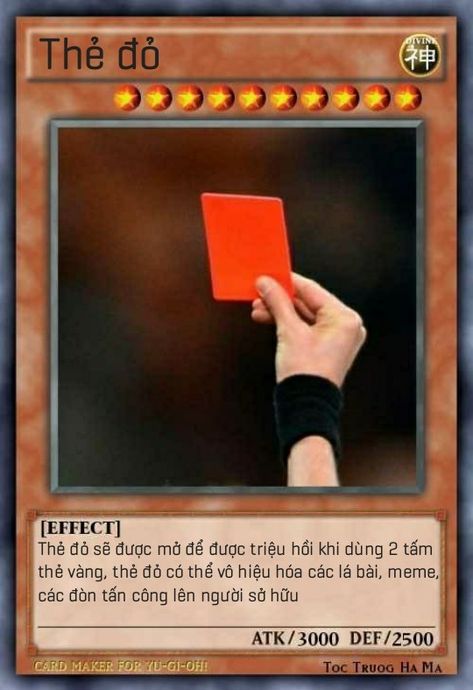 Thẻ đỏ
DIVINE
神
[EFFECT]
Thẻ đỏ sẽ được mở để được triệu hồi khi dùng 2 tấm
thẻ vàng, thẻ đỏ có thể vô hiệu hóa các lá bài, meme,
các đòn tấn công lên người sở hữu
ATK/3000 DEF/2500
CARD MAKER FOR YU-GI-OH!
Toc Truog Ha Ma